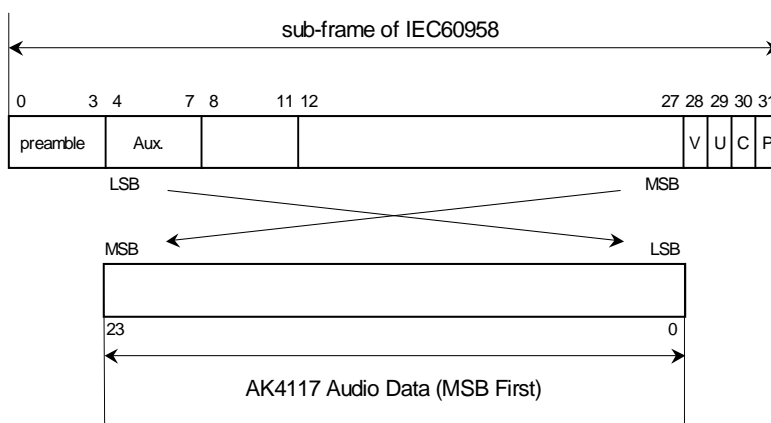 sub-frame of IEC60958
0 3 4 7 8 11 12 27 28 29 30 31
preamble Aux. V U C P
LSB MSB
MSB LSB
23 0
AK4117 Audio Data (MSB First)